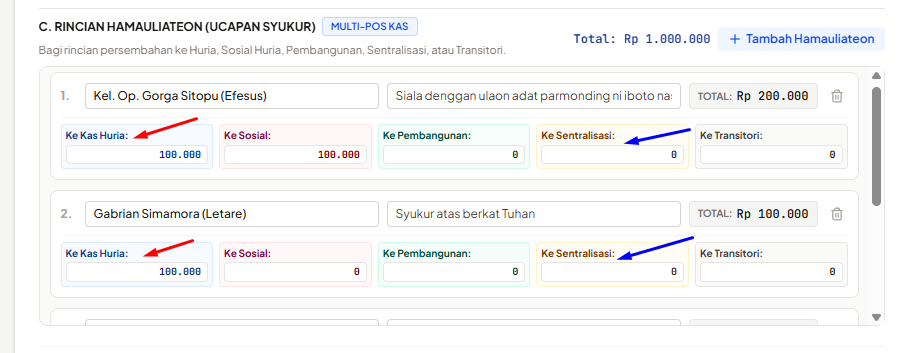 C. RINCIAN HAMAULIATEON (UCAPAN SYUKUR) MULTI-POS KAS
Bagi rincian persembahan ke Huria, Sosial Huria, Pembangunan, Sentralisasi, atau Transitori.
Total: Rp 1.000.000 + Tambah Hamauliateon
1. Kel. Op. Gorga Sitopu (Efesus) Siala denggan ulaon adat parmonding ni iboto na: TOTAL: Rp 200.000
Ke Kas Huria: Ke Sosial: Ke Pembangunan: Ke Sentralisasi: Ke Transitori:
100.000 100.000 0 0 0
2. Gabrian Simamora (Letare) Syukur atas berkat Tuhan TOTAL: Rp 100.000
Ke Kas Huria: Ke Sosial: Ke Pembangunan: Ke Sentralisasi: Ke Transitori:
100.000 0 0 0 0